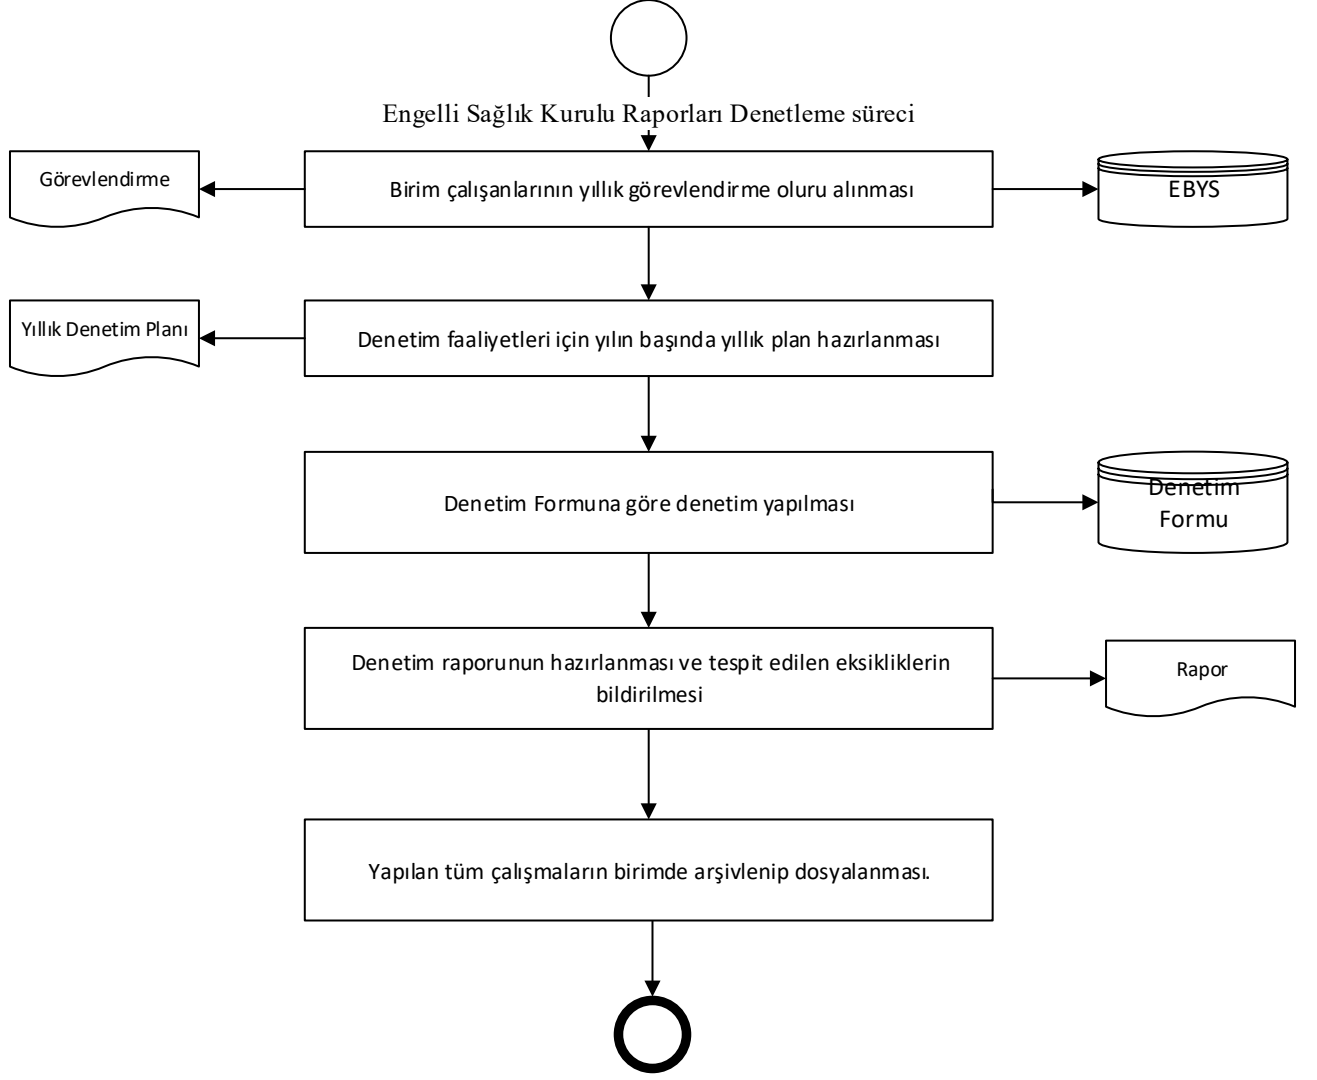 Engelli Sağlık Kurulu Raporları Denetleme süreci
Görevlendirme
Birim çalışanlarının yıllık görevlendirme oluru alınması
EBYS
Yıllık Denetim Planı
Denetim faaliyetleri için yılın başında yıllık plan hazırlanması
Denetim Formuna göre denetim yapılması
Denetim
Formu
Denetim raporunun hazırlanması ve tespit edilen eksikliklerin
bildirilmesi
Rapor
Yapılan tüm çalışmaların birimde arşivlenip dosyalanması.